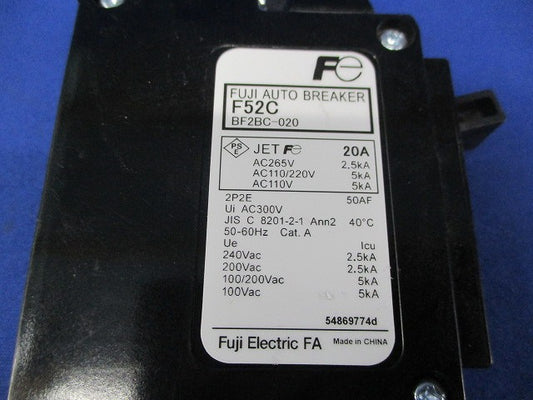 Fe
FUJI AUTO BREAKER
F52C
BF2BC-020
PS E JET Fe 20A
AC265V 2.5kA
AC110/220V 5kA
AC110V 5kA
2P2E 50AF
Ui AC300V
JIS C 8201-2-1 Ann2 40°C
50-60Hz Cat. A
Ue Icu
240Vac 2.5kA
200Vac 2.5kA
100/200Vac 5kA
100Vac 5kA
54869774d
Fuji Electric FA Made in CHINA